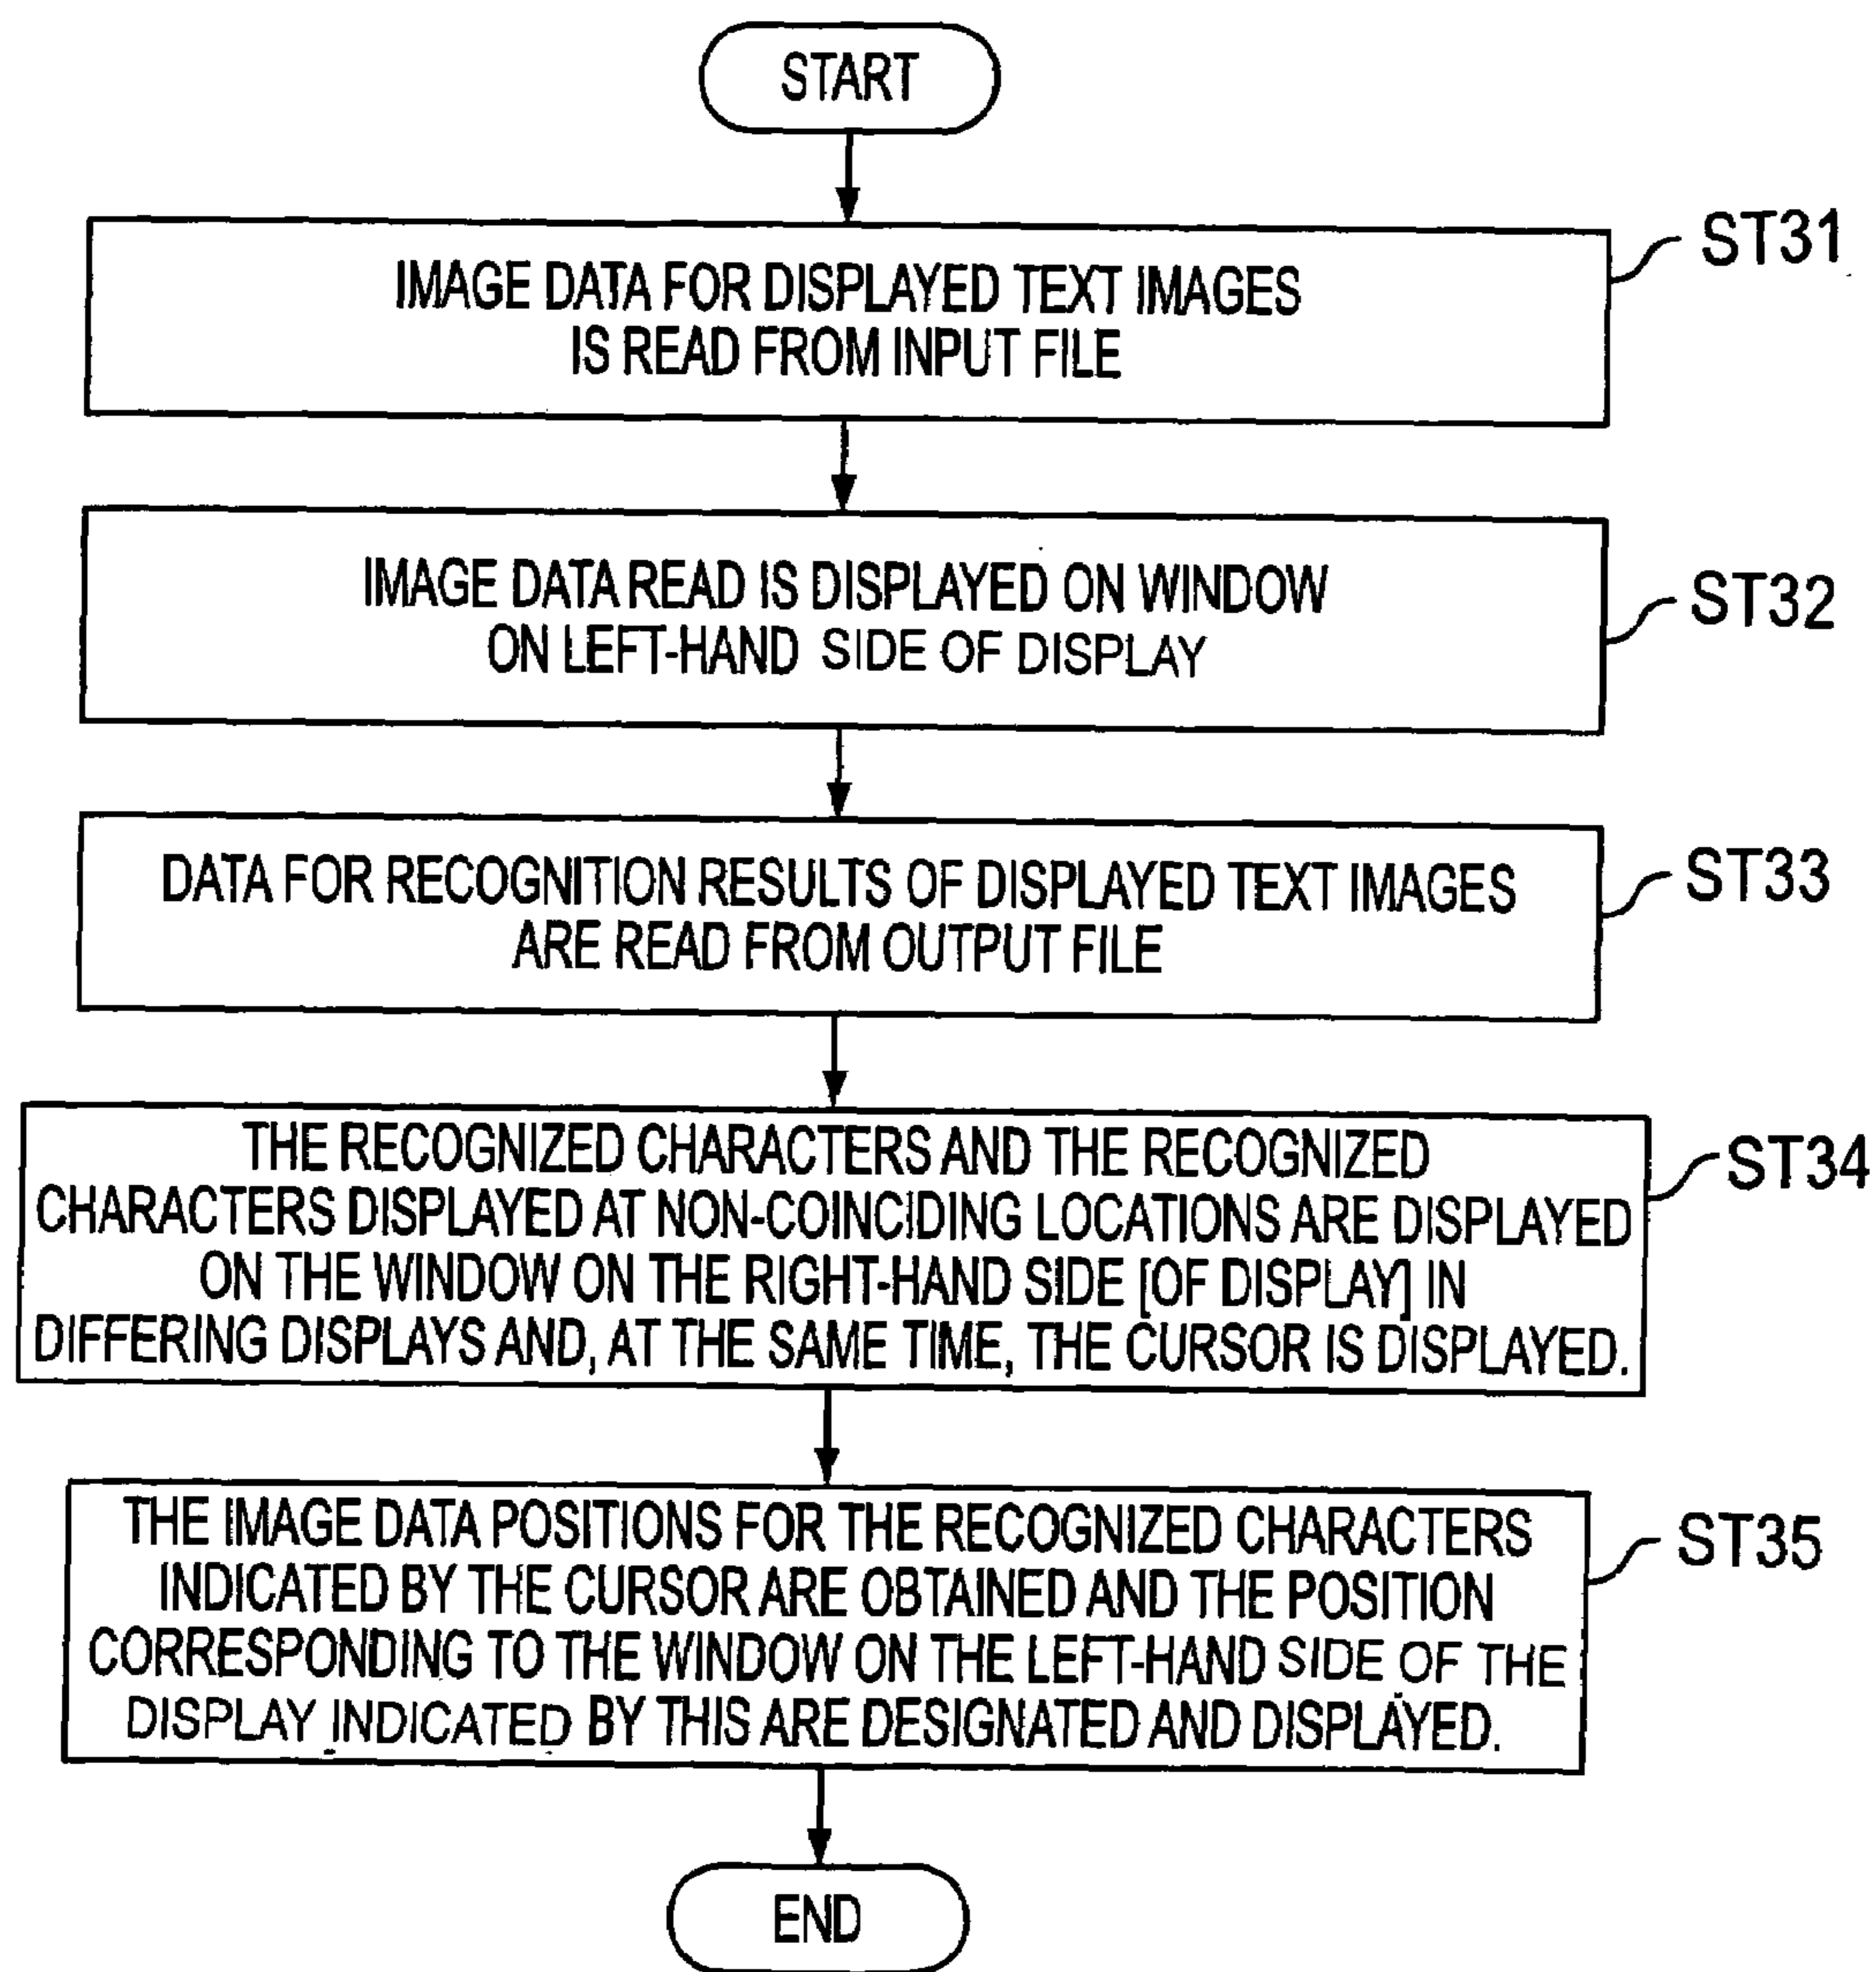 START
ST31
IMAGE DATA FOR DISPLAYED TEXT IMAGES
IS READ FROM INPUT FILE
ST32
IMAGE DATA READ IS DISPLAYED ON WINDOW
ON LEFT-HAND SIDE OF DISPLAY
ST33
DATA FOR RECOGNITION RESULTS OF DISPLAYED TEXT IMAGES
ARE READ FROM OUTPUT FILE
ST34
THE RECOGNIZED CHARACTERS AND THE RECOGNIZED
CHARACTERS DISPLAYED AT NON-COINCIDING LOCATIONS ARE DISPLAYED
ON THE WINDOW ON THE RIGHT-HAND SIDE [OF DISPLAY] IN
DIFFERING DISPLAYS AND, AT THE SAME TIME, THE CURSOR IS DISPLAYED.
ST35
THE IMAGE DATA POSITIONS FOR THE RECOGNIZED CHARACTERS
INDICATED BY THE CURSOR ARE OBTAINED AND THE POSITION
CORRESPONDING TO THE WINDOW ON THE LEFT-HAND SIDE OF THE
DISPLAY INDICATED BY THIS ARE DESIGNATED AND DISPLAYED.
END